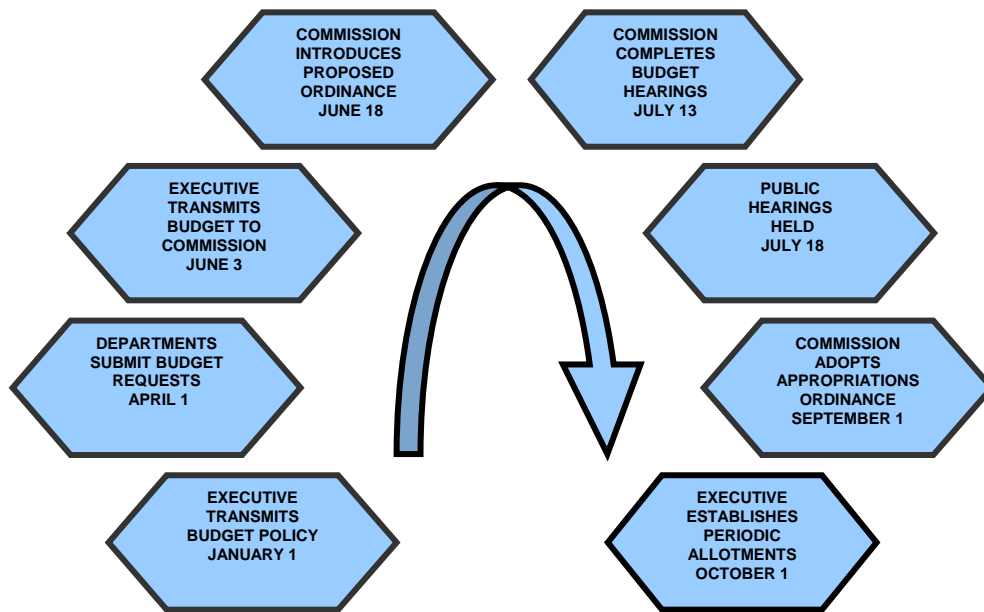 EXECUTIVE
TRANSMITS
BUDGET POLICY
JANUARY 1
DEPARTMENTS
SUBMIT BUDGET
REQUESTS
APRIL 1
EXECUTIVE
TRANSMITS
BUDGET TO
COMMISSION
JUNE 3
COMMISSION
INTRODUCES
PROPOSED
ORDINANCE
JUNE 18
COMMISSION
COMPLETES
BUDGET
HEARINGS
JULY 13
PUBLIC
HEARINGS
HELD
JULY 18
COMMISSION
ADOPTS
APPROPRIATIONS
ORDINANCE
SEPTEMBER 1
EXECUTIVE
ESTABLISHES
PERIODIC
ALLOTMENTS
OCTOBER 1